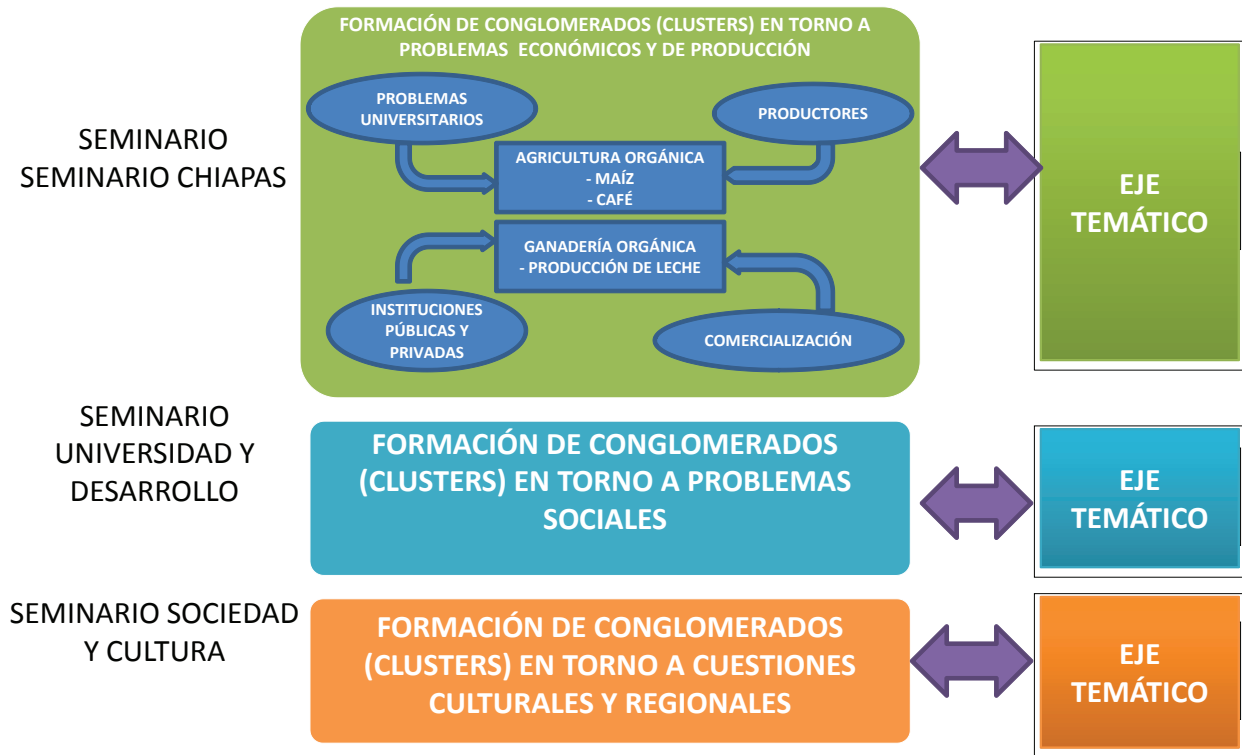 SEMINARIO
SEMINARIO CHIAPAS
FORMACIÓN DE CONGLOMERADOS (CLUSTERS) EN TORNO A
PROBLEMAS ECONÓMICOS Y DE PRODUCCIÓN
PROBLEMAS
UNIVERSITARIOS
PRODUCTORES
AGRICULTURA ORGÁNICA
- MAÍZ
- CAFÉ
GANADERÍA ORGÁNICA
- PRODUCCIÓN DE LECHE
INSTITUCIONES
PÚBLICAS Y
PRIVADAS
COMERCIALIZACIÓN
EJE
TEMÁTICO
SEMINARIO
UNIVERSIDAD Y
DESARROLLO
FORMACIÓN DE CONGLOMERADOS
(CLUSTERS) EN TORNO A PROBLEMAS
SOCIALES
EJE
TEMÁTICO
SEMINARIO SOCIEDAD
Y CULTURA
FORMACIÓN DE CONGLOMERADOS
(CLUSTERS) EN TORNO A CUESTIONES
CULTURALES Y REGIONALES
EJE
TEMÁTICO